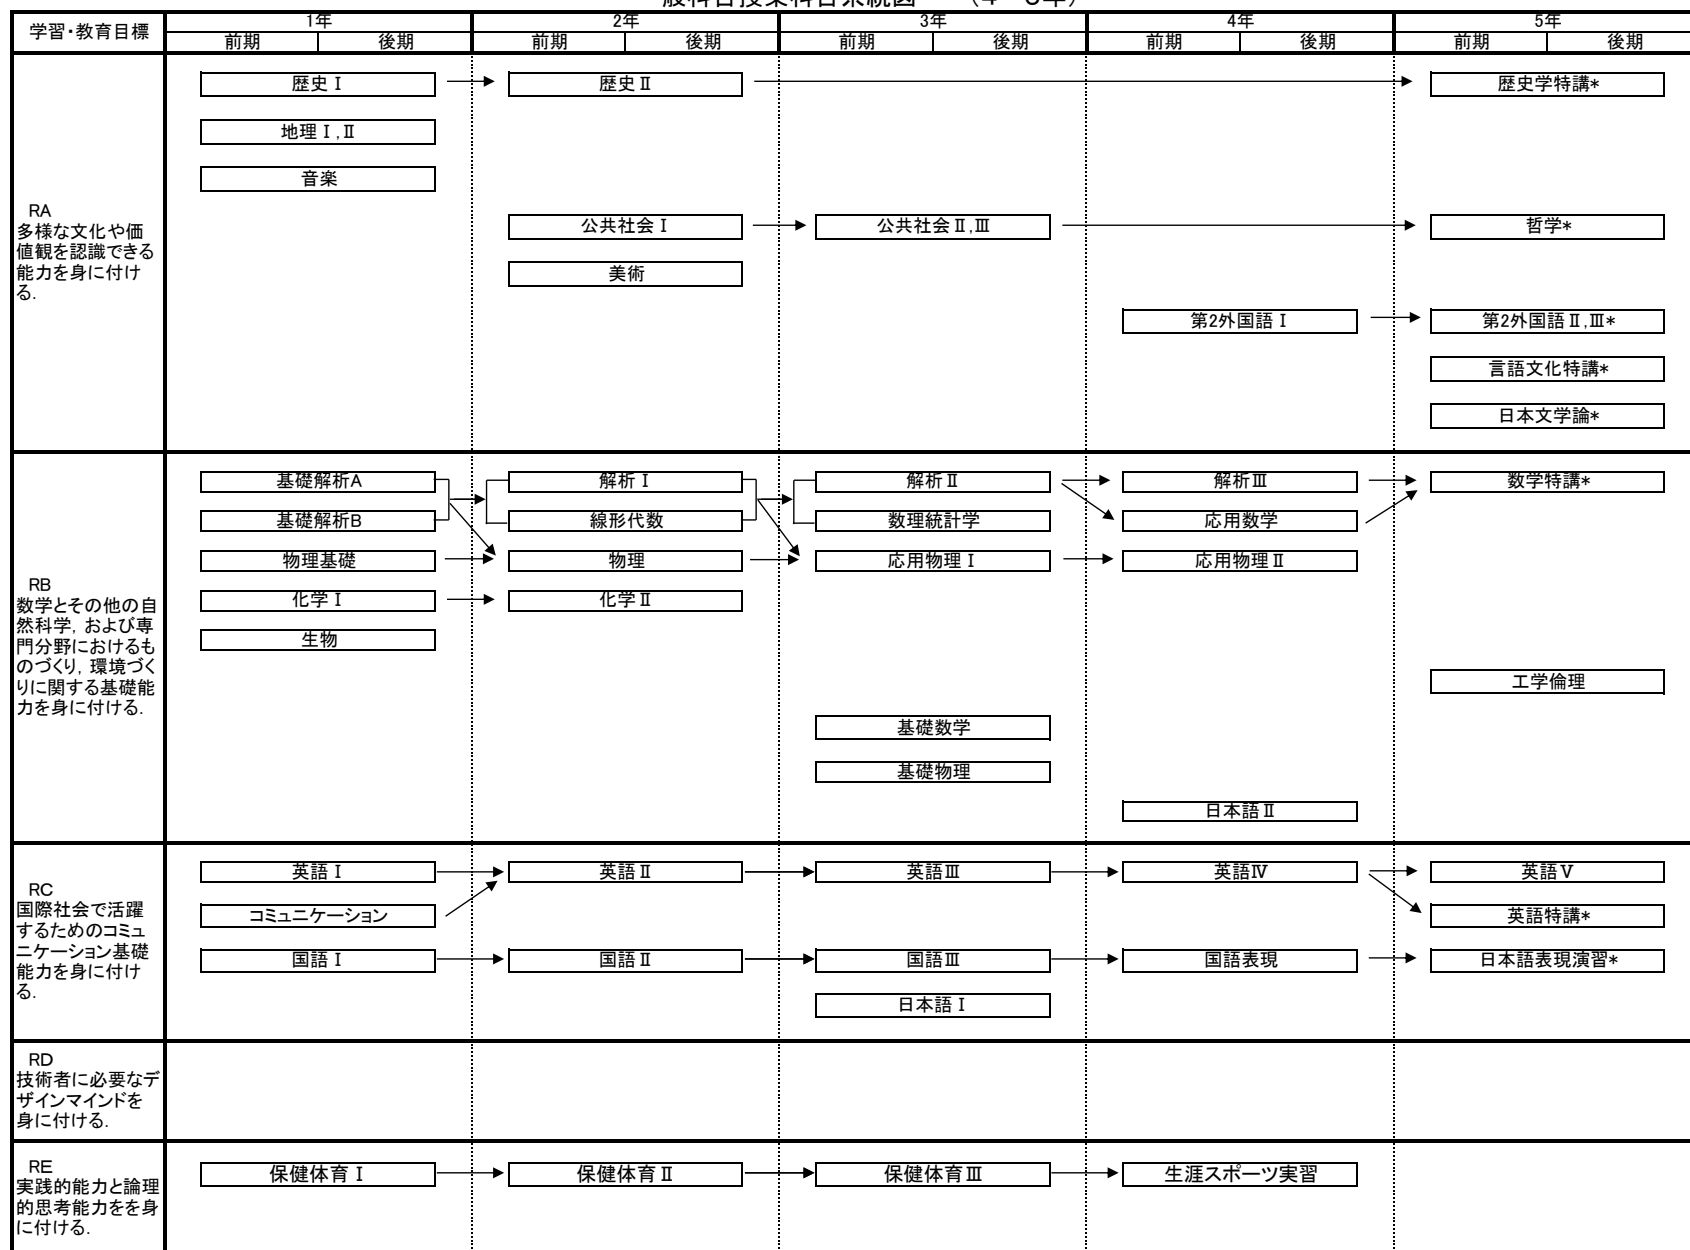 学習・教育目標 1年 2年 3年 4年 5年
前期 後期 前期 後期 前期 後期 前期 後期 前期 後期
RA
多様な文化や価
値観を認識できる
能力を身に付け
る.
歴史Ⅰ 歴史Ⅱ 歴史学特講*
地理Ⅰ,Ⅱ
音楽
公共社会Ⅰ 公共社会Ⅱ,Ⅲ 哲学*
美術
第2外国語Ⅰ 第2外国語Ⅱ,Ⅲ*
言語文化特講*
日本文学論*
RB
数学とその他の自
然科学, および専
門分野におけるも
のづくり, 環境づく
りに関する基礎能
力を身に付ける.
基礎解析A 解析Ⅰ 解析Ⅱ 解析Ⅲ 数学特講*
基礎解析B 線形代数 数理統計学 応用数学
物理基礎 物理 応用物理Ⅰ 応用物理Ⅱ
化学Ⅰ 化学Ⅱ
生物
工学倫理
基礎数学
基礎物理
日本語Ⅱ
RC
国際社会で活躍
するためのコミュ
ニケーション基礎
能力を身に付け
る.
英語Ⅰ 英語Ⅱ 英語Ⅲ 英語Ⅳ 英語Ⅴ
コミュニケーション 英語特講*
国語Ⅰ 国語Ⅱ 国語Ⅲ 国語表現 日本語表現演習*
日本語Ⅰ
RD
技術者に必要なデ
ザインマインドを
身に付ける.
RE
実践的能力と論理
的思考能力をを身
に付ける.
保健体育Ⅰ 保健体育Ⅱ 保健体育Ⅲ 生涯スポーツ実習